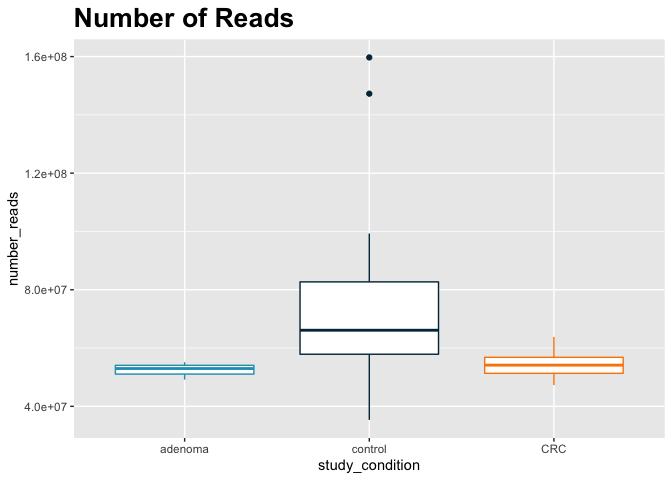 Number of Reads
number_reads
1.6e+08
1.2e+08
8.0e+07
4.0e+07
adenoma control CRC
study_condition